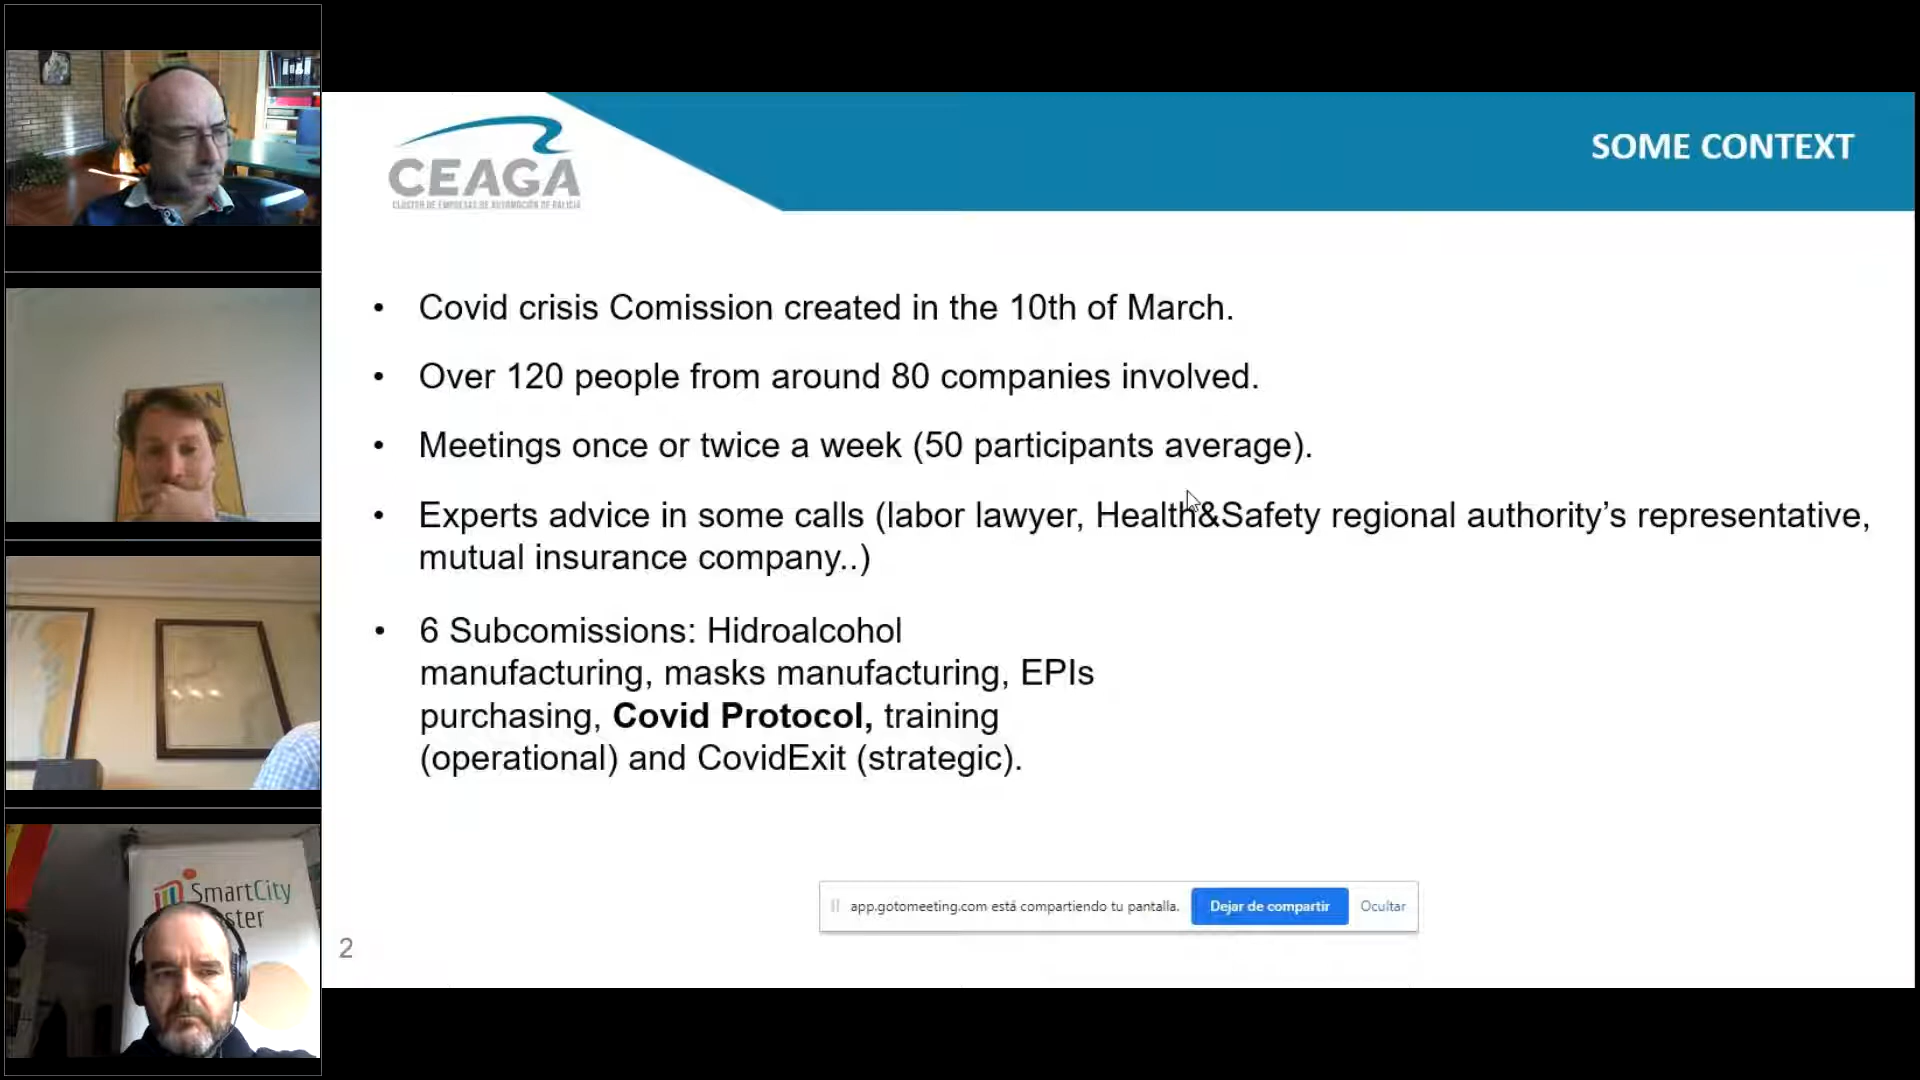 CEAGA
CLUSTER DE EMPRESAS DE AUTOMOCIÓN DE GALICIA
SOME CONTEXT
• Covid crisis Comission created in the 10th of March.
• Over 120 people from around 80 companies involved.
• Meetings once or twice a week (50 participants average).
• Experts advice in some calls (labor lawyer, Health&Safety regional authority’s representative,
mutual insurance company..)
• 6 Subcomissions: Hidroalcohol
manufacturing, masks manufacturing, EPIs
purchasing, Covid Protocol, training
(operational) and CovidExit (strategic).
app.gotomeeting.com está compartiendo tu pantalla. Dejar de compartir Ocultar
2
SmartCity